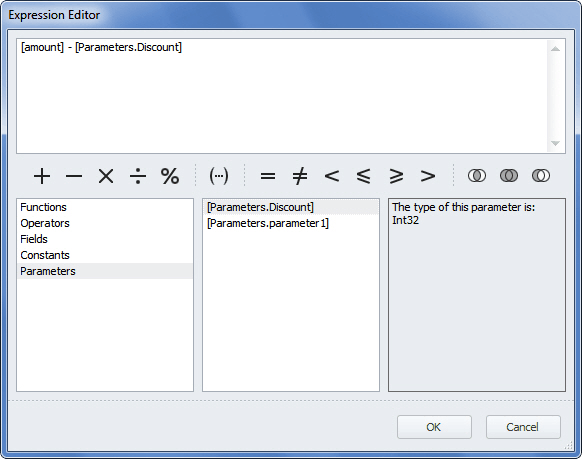 Expression Editor
[amount] - [Parameters.Discount]
+ − × ÷ % (···) = ≠ < ≤ ≥ >
Functions
Operators
Fields
Constants
Parameters
[Parameters.Discount]
[Parameters.parameter1]
The type of this parameter is:
Int32
OK
Cancel